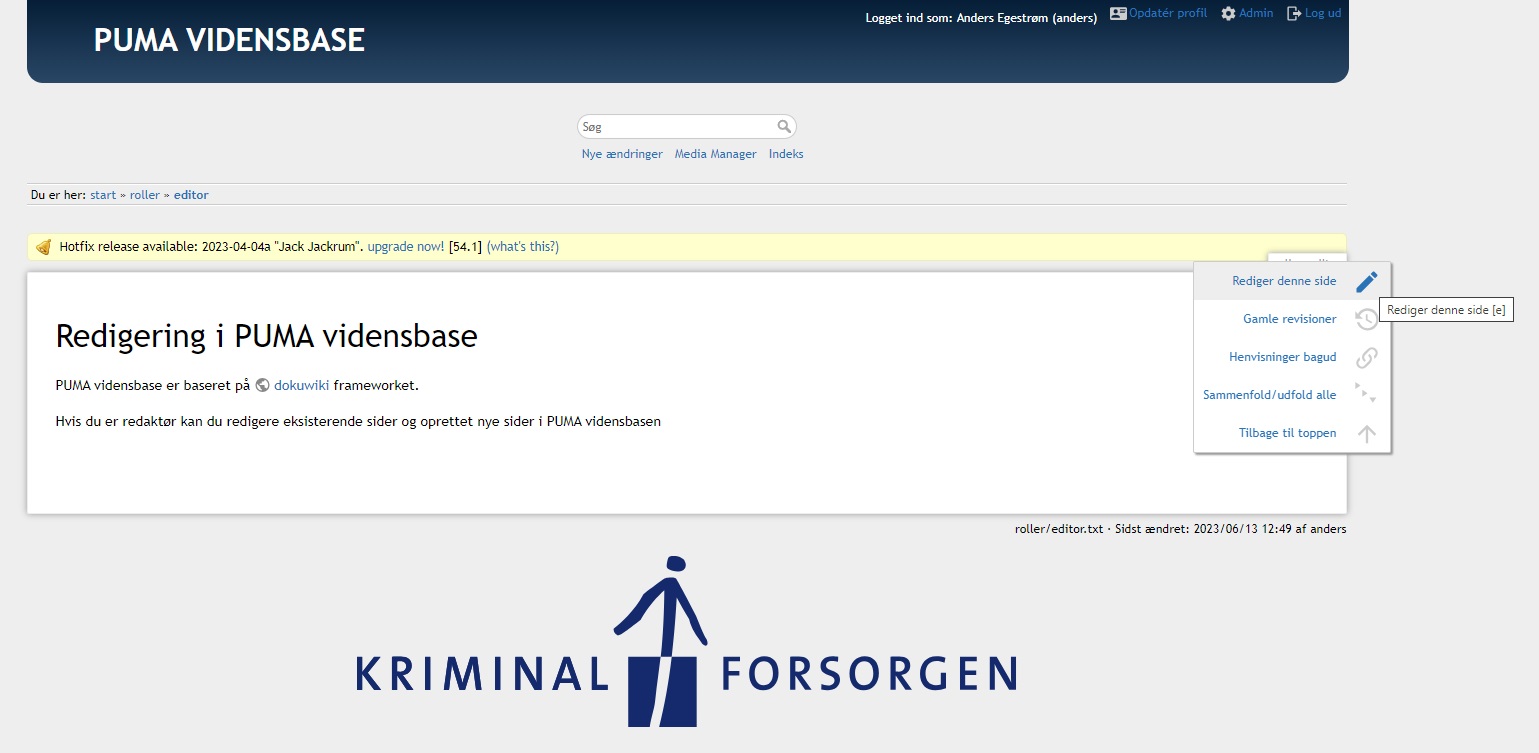 Logget ind som: Anders Egestrøm (anders) Opdatér profil Admin Log ud
PUMA VIDENSBASE
Søg
Nye ændringer Media Manager Indeks
Du er her: start » roller » editor
Hotfix release available: 2023-04-04a "Jack Jackrum". upgrade now! [54.1] (what's this?)
Rediger denne side
Rediger denne side [e]
Gamle revisioner
Henvisninger bagud
Sammenfold/udfold alle
Tilbage til toppen
Redigering i PUMA vidensbase
PUMA vidensbase er baseret på dokuwiki frameworket.
Hvis du er redaktør kan du redigere eksisterende sider og oprettet nye sider i PUMA vidensbasen
roller/editor.txt · Sidst ændret: 2023/06/13 12:49 af anders
KRIMINAL FORSORGEN